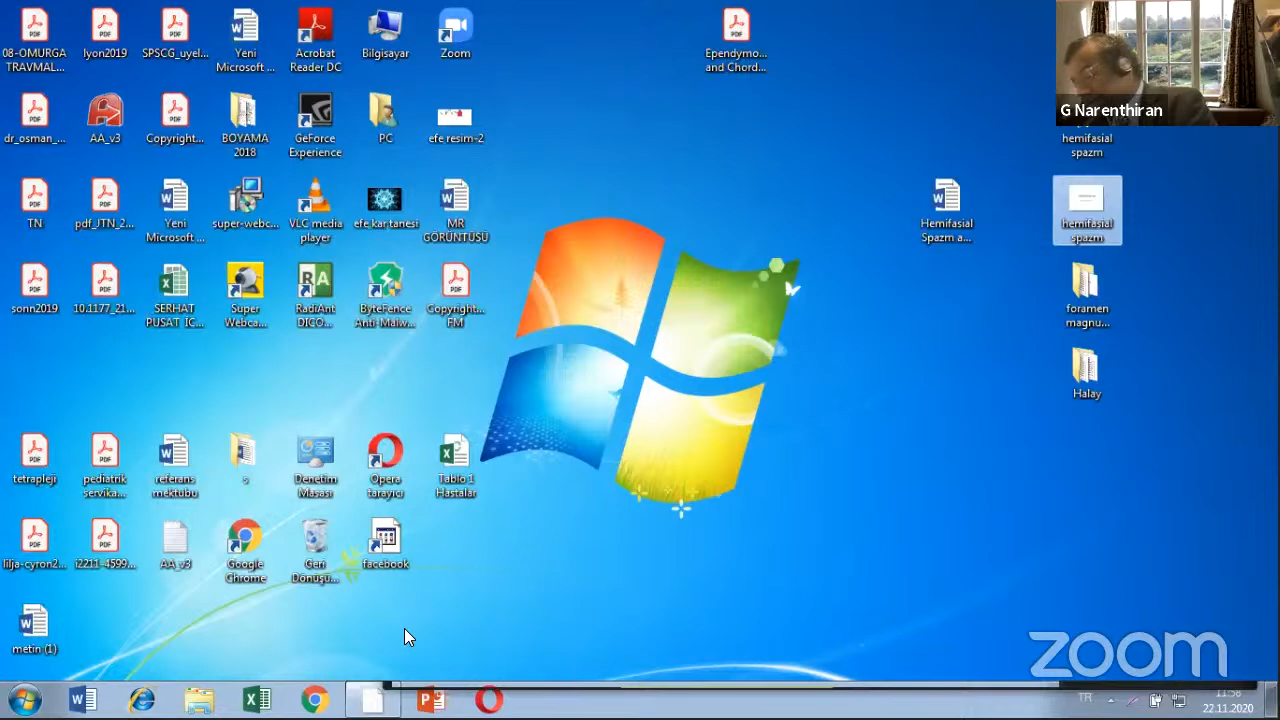 08-OMURGA
TRAVMAL...
lyon2019
SPSCG_uyel...
Yeni
Microsoft ...
Acrobat
Reader DC
Bilgisayar
Zoom
Ependymo...
and Chord...
G Narenthiran
dr_osman_...
AA_v3
Copyright...
BOYAMA
2018
GeForce
Experience
PC
efe resim-2
hemifasial
spazm
TN
pdf_JTN_2...
Yeni
Microsoft ...
super-webc...
VLC media
player
efe kar tanesi
MR
GÖRÜNTÜSÜ
Hemifasial
Spazm a...
hemifasial
spazm
sonn2019
10.1177_21...
SERHAT
PUSAT_IC...
Super
Webca...
RadiAnt
DICO...
ByteFence
Anti-Malw...
Copyright...
FM
foramen
magnu...
Halay
tetrapleji
pediatrik
servika...
referans
mektubu
s
Denetim
Masası
Opera
tarayıcı
Tablo 1
Hastalar
lilja-cyron2...
i2211-4599...
AA_v3
Google
Chrome
Geri
Dönüşü...
facebook
metin (1)
zoom
TR
11:58
22.11.2020